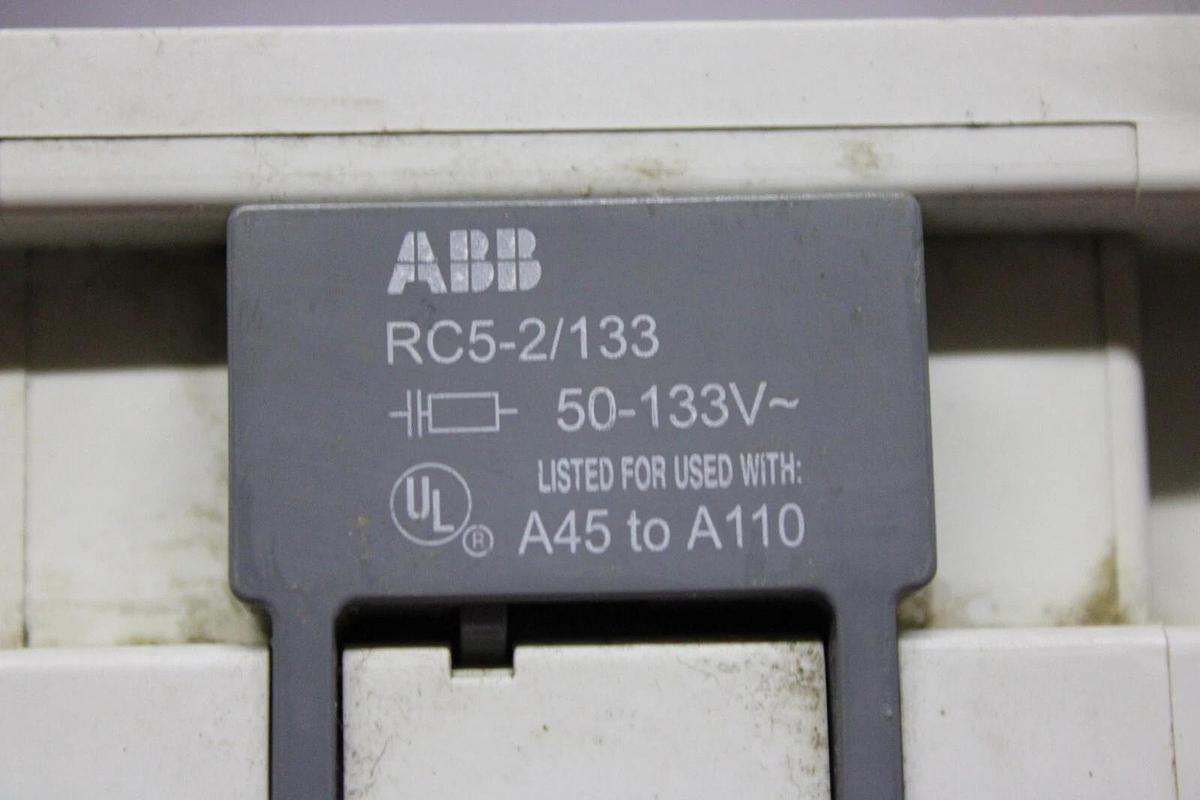 ABB
RC5-2/133
50-133V~
LISTED FOR USED WITH:
UL
® A45 to A110